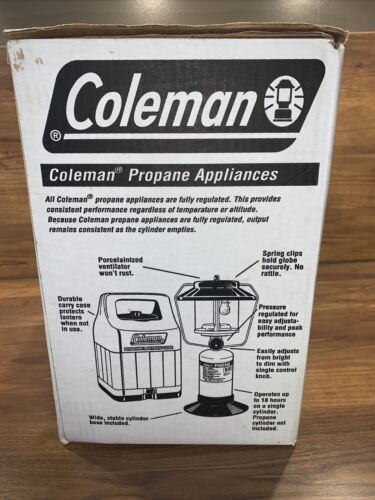 Coleman
®
Coleman® Propane Appliances
All Coleman® propane appliances are fully regulated. This provides
consistent performance regardless of temperature or altitude.
Because Coleman propane appliances are fully regulated, output
remains consistent as the cylinder empties.
Porcelainized
ventilator
won't rust.
Spring clips
hold globe
securely. No
rattle.
Durable
carry case
protects
lantern
when not
in use.
Pressure
regulated for
easy adjusta-
bility and peak
performance
Coleman
Easily adjusts
from bright
to dim with
single control
knob.
Wide, stable cylinder
base included.
Operates up
to 18 hours
on a single
cylinder.
Propane
cylinder not
included.